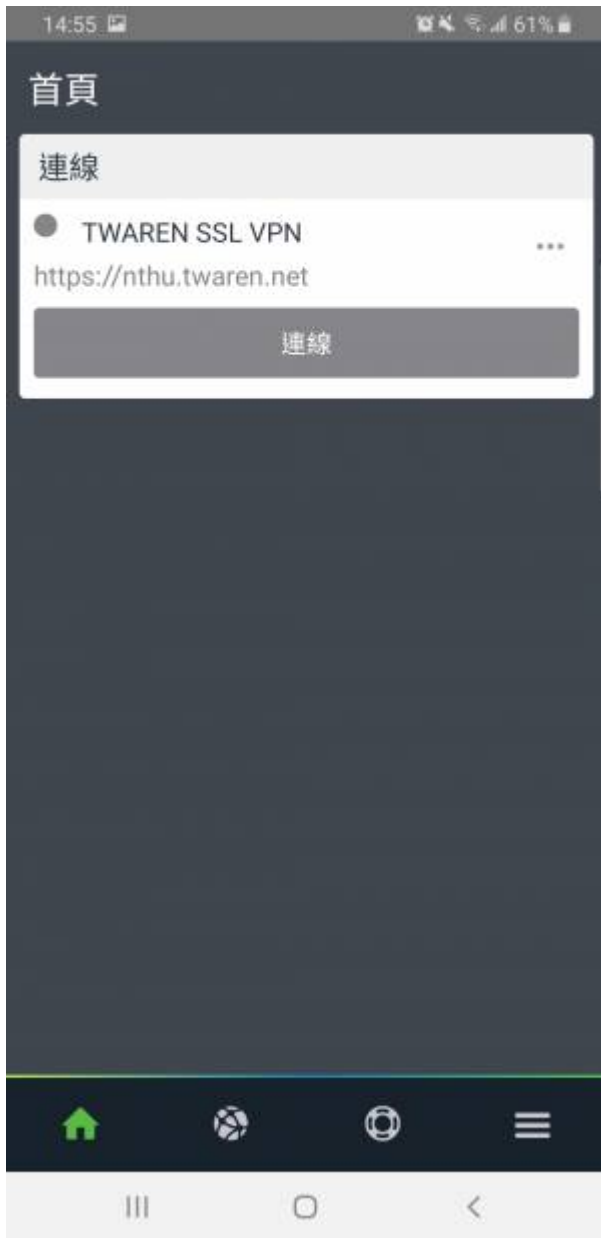 14:55
61%
首頁
連線
TWAREN SSL VPN
https://nthu.twaren.net
連線